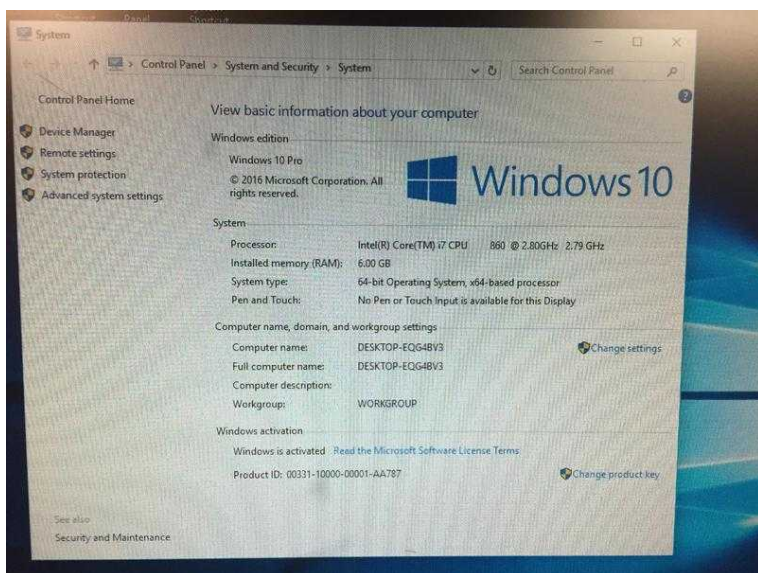 Panel
Shortcut
System
Control Panel > System and Security > System
Search Control Panel
Control Panel Home
Device Manager
Remote settings
System protection
Advanced system settings
View basic information about your computer
Windows edition
Windows 10 Pro
© 2016 Microsoft Corporation. All
rights reserved.
Windows 10
System
Processor: Intel(R) Core(TM) i7 CPU 860 @ 2.80GHz 2.79 GHz
Installed memory (RAM): 6.00 GB
System type: 64-bit Operating System, x64-based processor
Pen and Touch: No Pen or Touch Input is available for this Display
Computer name, domain, and workgroup settings
Computer name: DESKTOP-EQG4BV3
Change settings
Full computer name: DESKTOP-EQG4BV3
Computer description:
Workgroup: WORKGROUP
Windows activation
Windows is activated Read the Microsoft Software License Terms
Product ID: 00331-10000-00001-AA787
Change product key
See also
Security and Maintenance